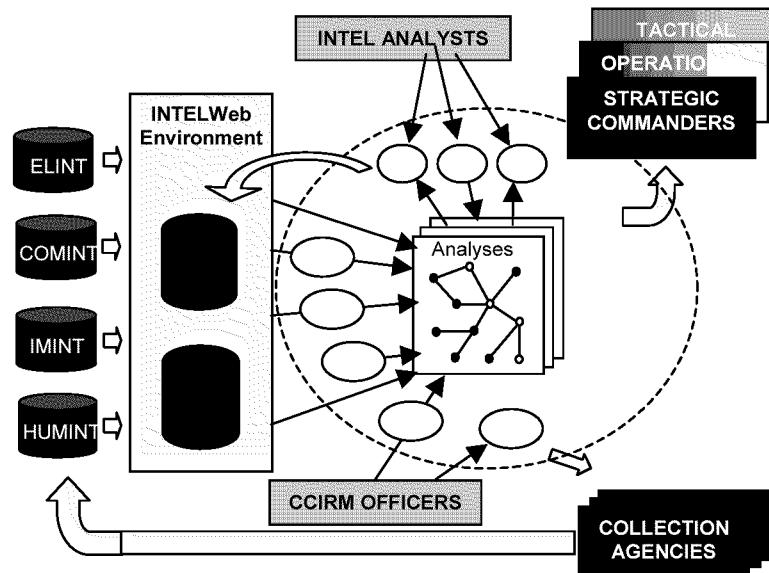 INTEL ANALYSTS
TACTICAL
OPERATIO
STRATEGIC
COMMANDERS
INTELWeb
Environment
ELINT
COMINT
IMINT
HUMINT
Analyses
CCIRM OFFICERS
COLLECTION
AGENCIES